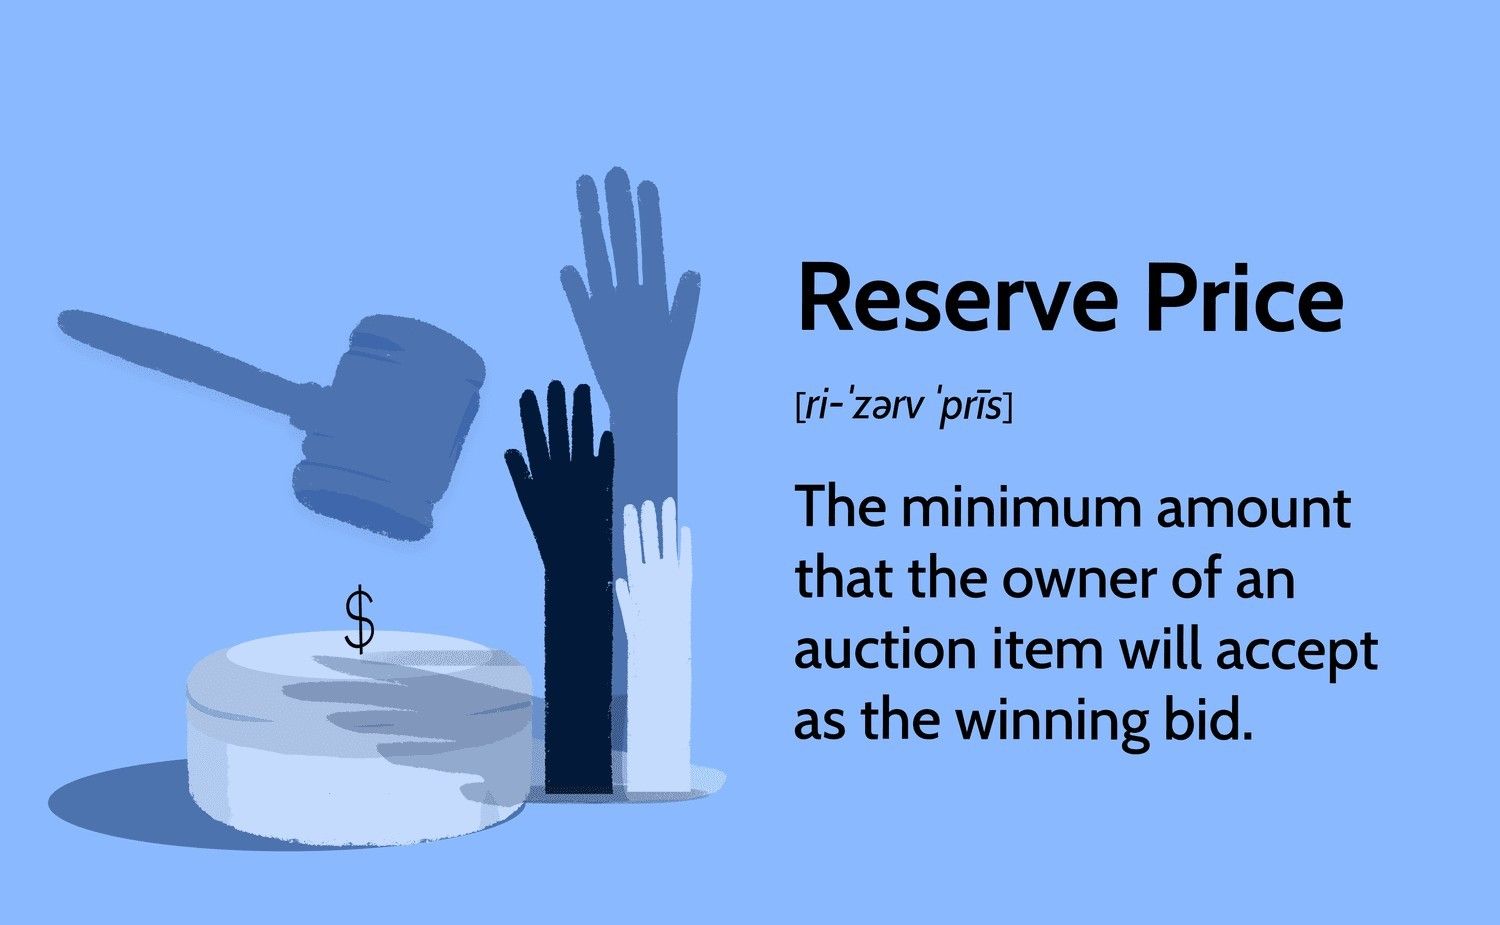 $
Reserve Price
[ri-ˈzərv ˈprīs]
The minimum amount
that the owner of an
auction item will accept
as the winning bid.